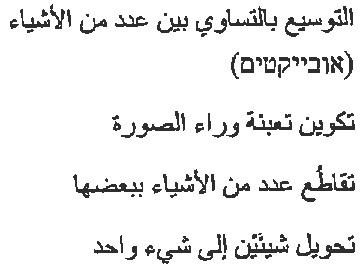 التوسيع بالتساوي بين عدد من الأشياء
(אובייקטים)
تكوين تعبئة وراء الصورة
تقاطُع عدد من الأشياء ببعضها
تحويل شيئَيْن إلى شيء واحد